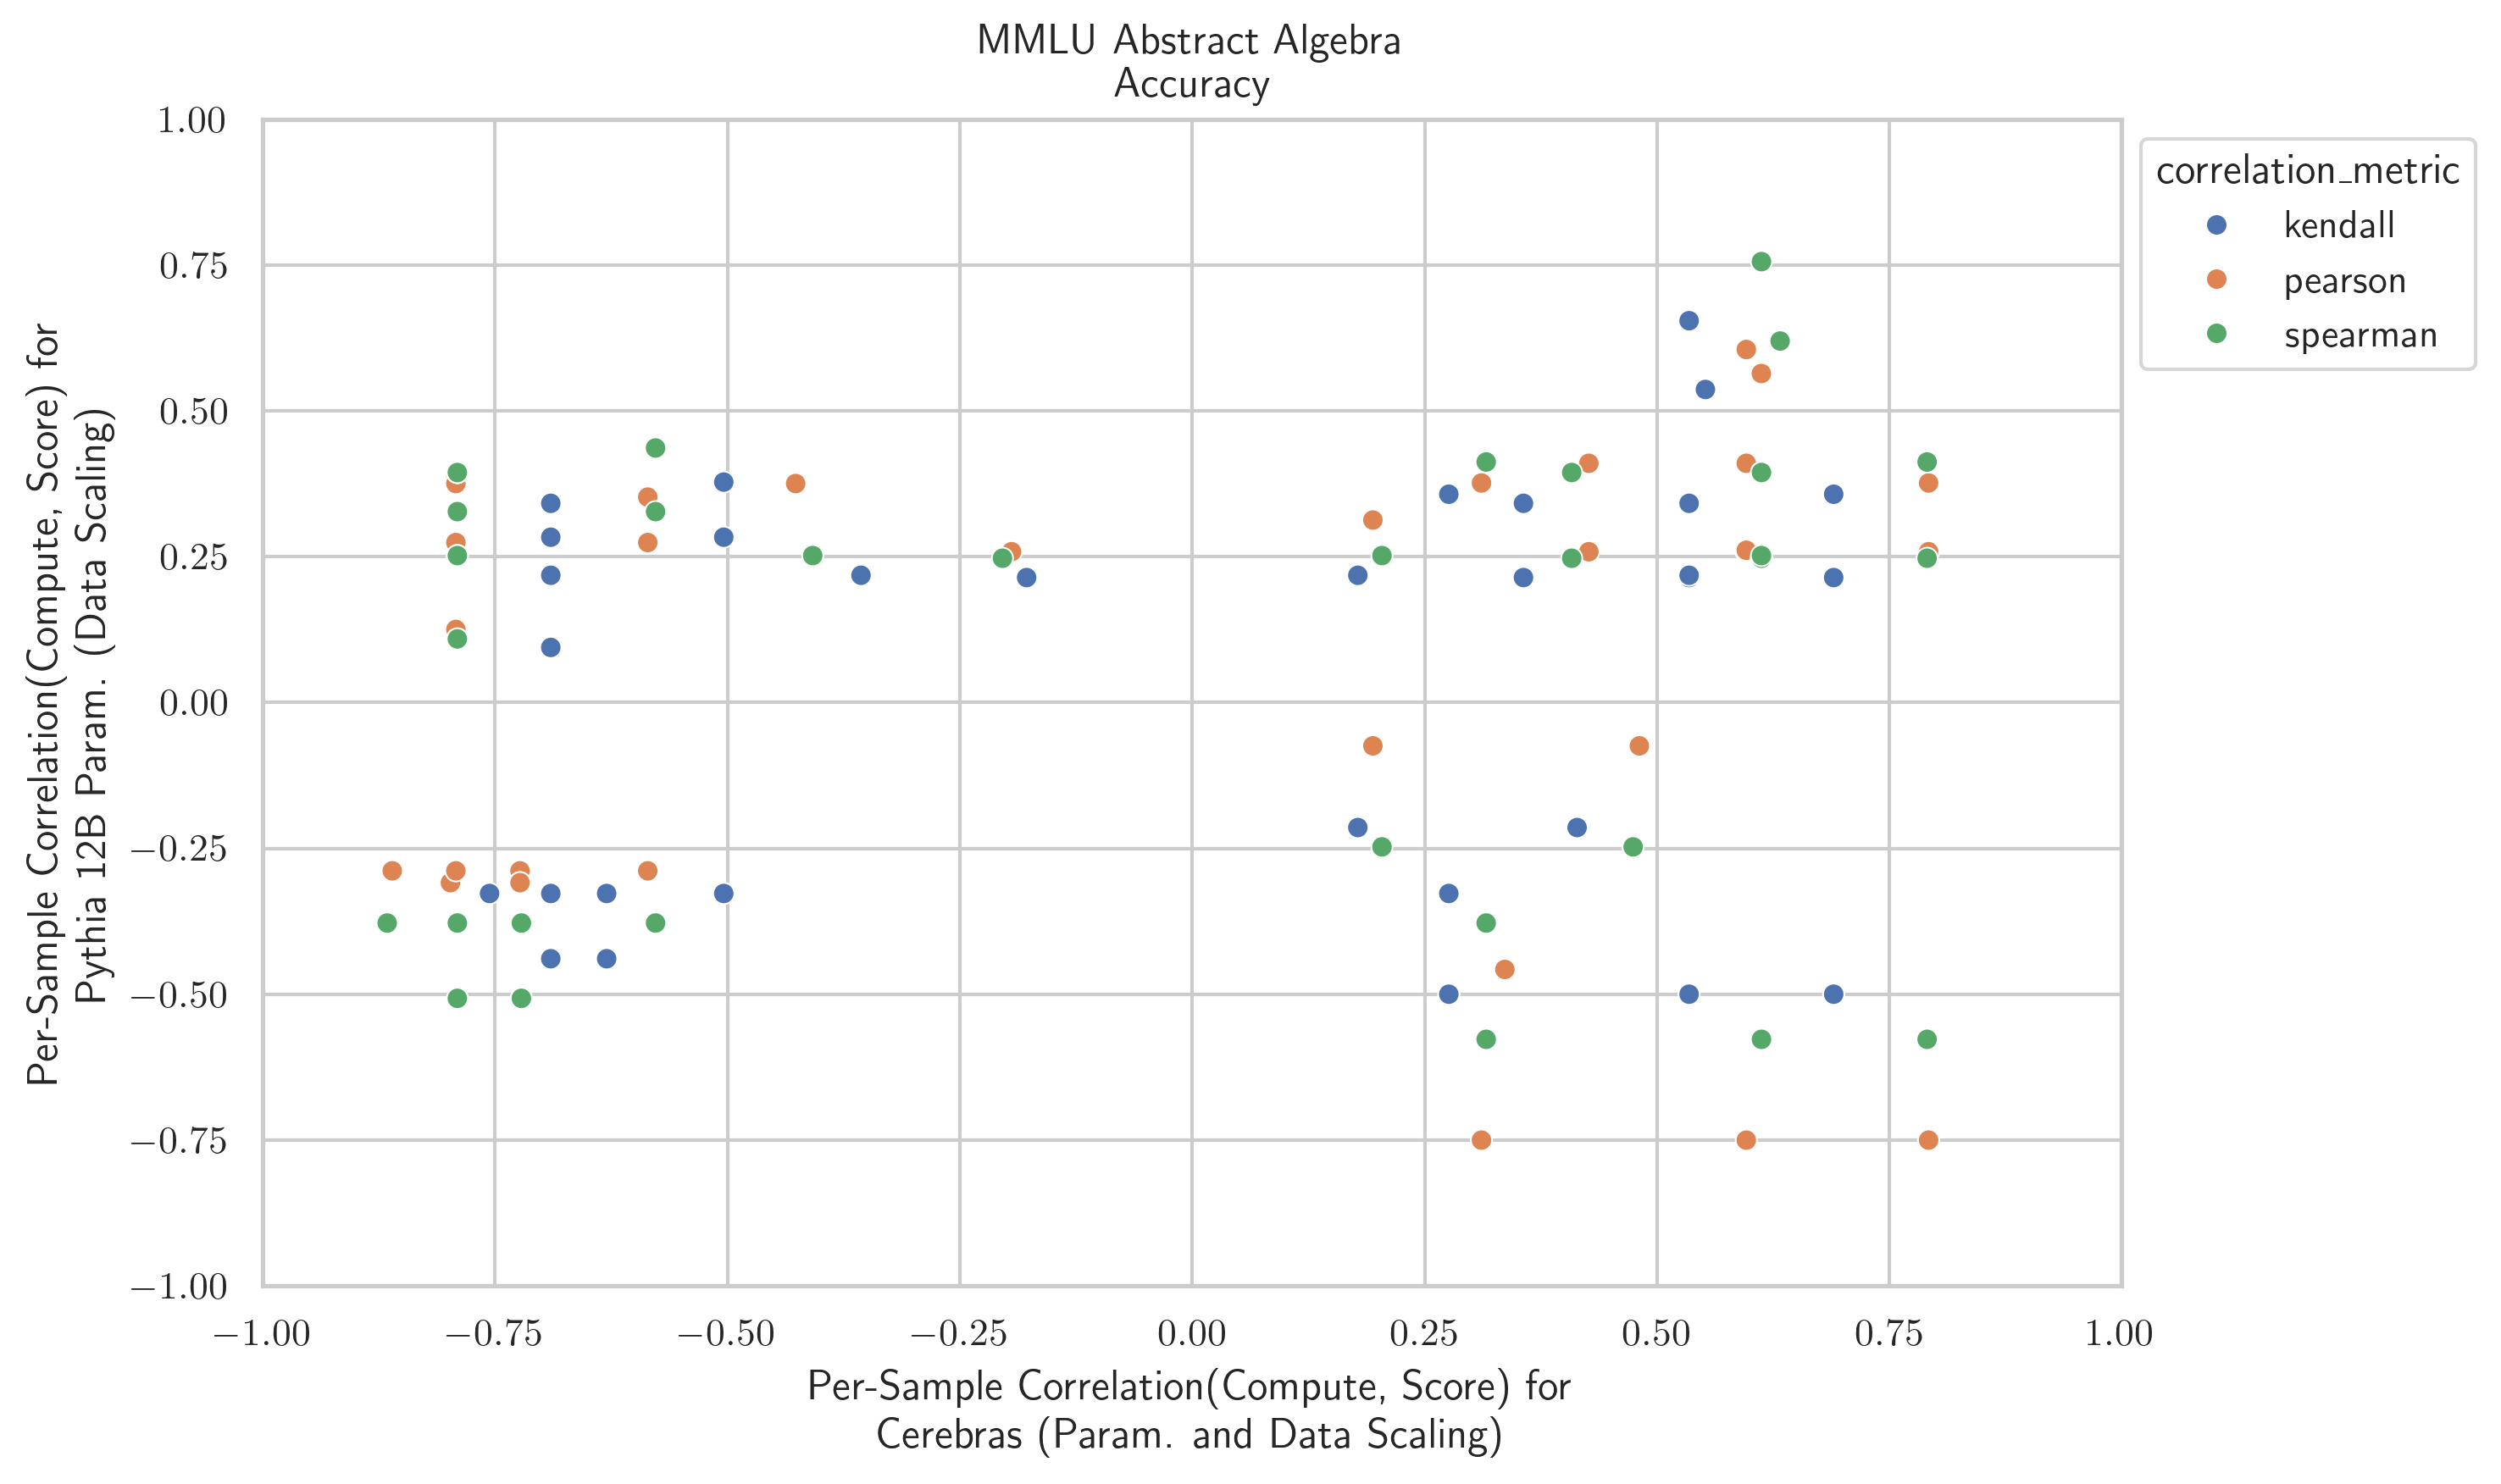 MMLU Abstract Algebra
Accuracy
1.00
0.75
0.50
0.25
0.00
−0.25
−0.50
−0.75
−1.00
Per-Sample Correlation(Compute, Score) for
Pythia 12B Param. (Data Scaling)
correlation_metric
kendall
pearson
spearman
−1.00 −0.75 −0.50 −0.25 0.00 0.25 0.50 0.75 1.00
Per-Sample Correlation(Compute, Score) for
Cerebras (Param. and Data Scaling)